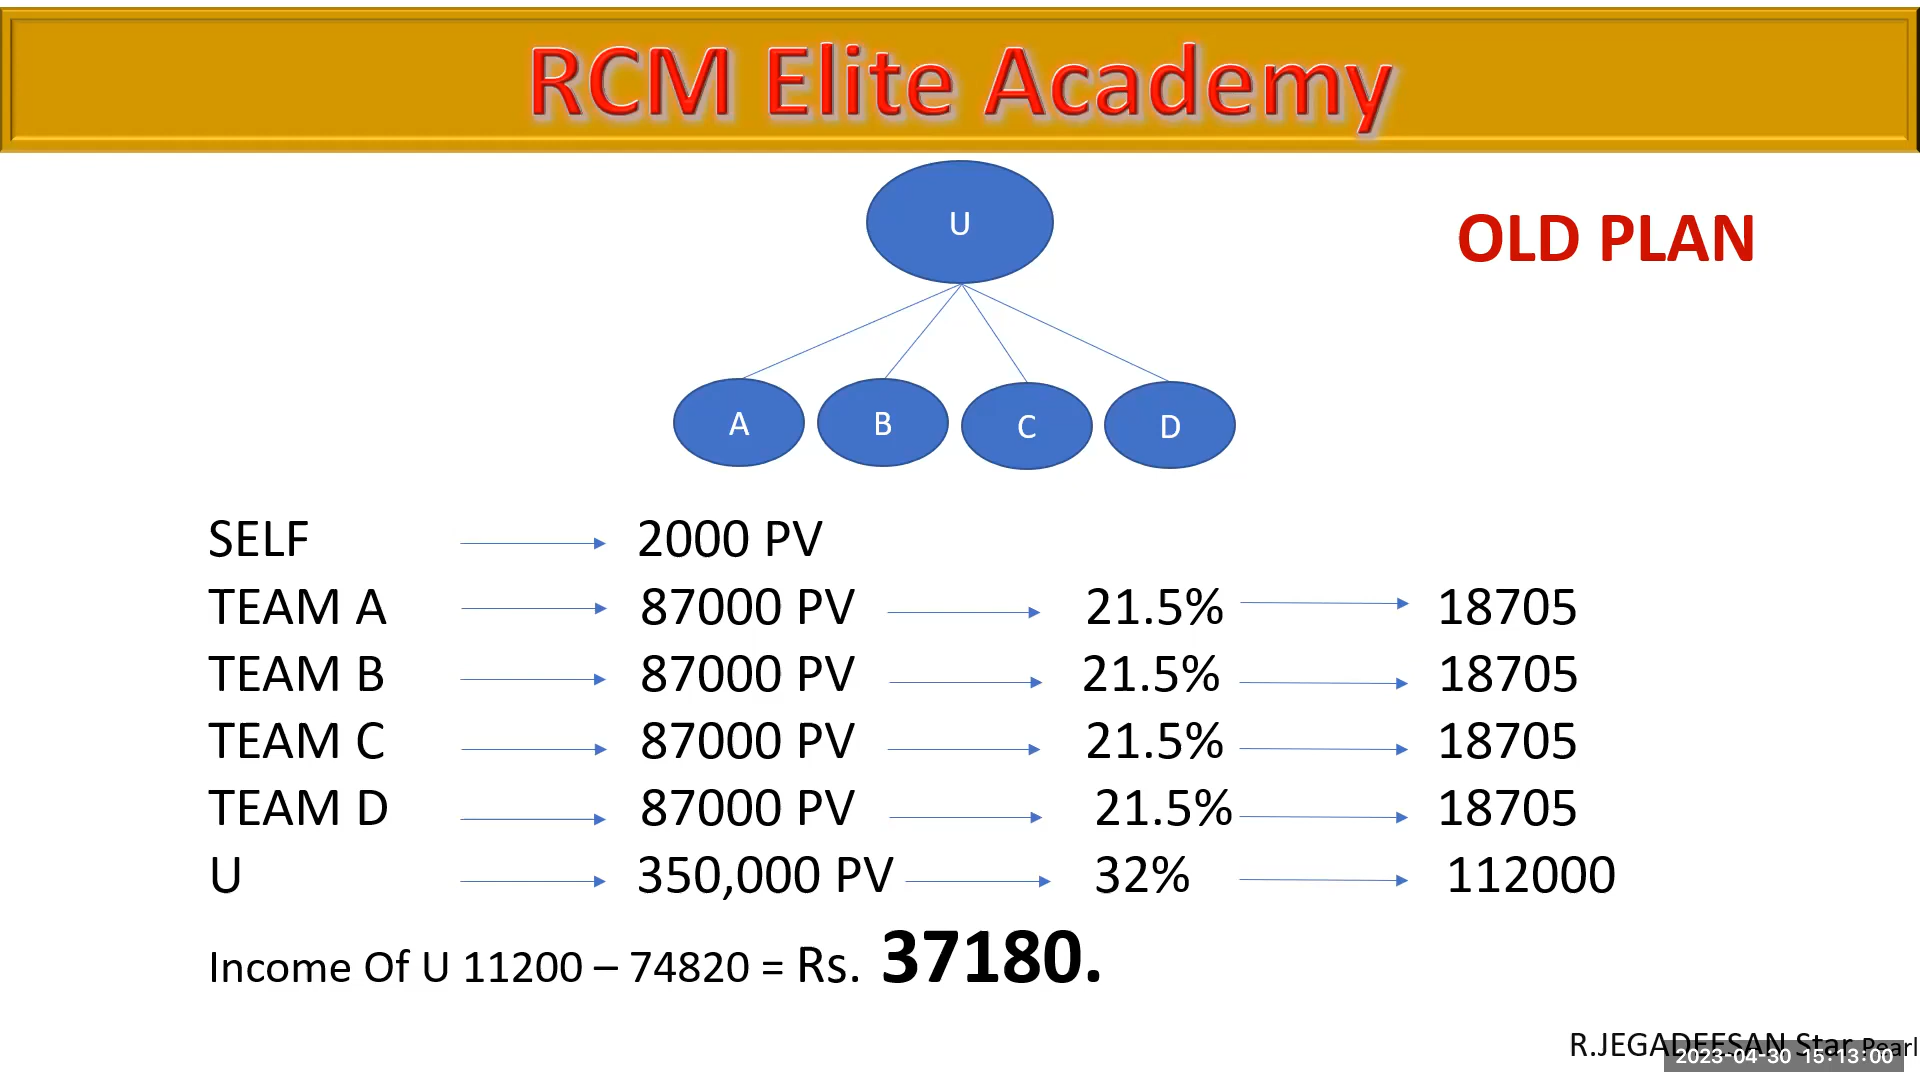 RCM Elite Academy
U
OLD PLAN
A B C D
SELF 2000 PV
TEAM A 87000 PV 21.5% 18705
TEAM B 87000 PV 21.5% 18705
TEAM C 87000 PV 21.5% 18705
TEAM D 87000 PV 21.5% 18705
U 350,000 PV 32% 112000
Income Of U 11200 – 74820 = Rs. 37180.
R.JEGADEESAN Star Pearl
2023-04-30 15:13:00